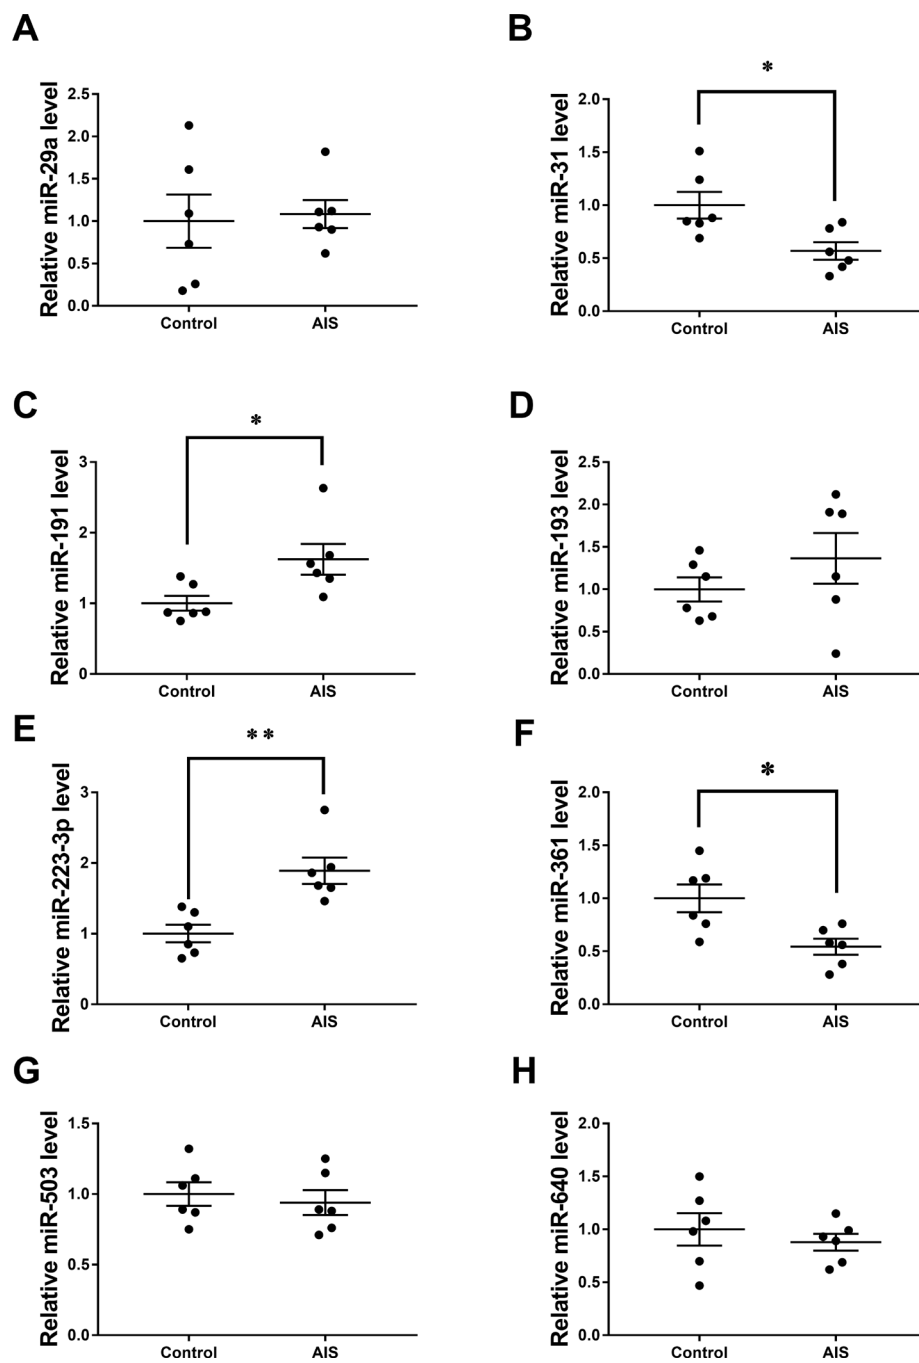 A
Relative miR-29a level
2.5
2.0
1.5
1.0
0.5
0.0
Control
AIS
B
*
Relative miR-31 level
2.0
1.5
1.0
0.5
0.0
Control
AIS
C
*
Relative miR-191 level
3
2
1
0
Control
AIS
D
Relative miR-193 level
2.5
2.0
1.5
1.0
0.5
0.0
Control
AIS
E
**
Relative miR-223-3p level
3
2
1
0
Control
AIS
F
*
Relative miR-361 level
2.0
1.5
1.0
0.5
0.0
Control
AIS
G
Relative miR-503 level
1.5
1.0
0.5
0.0
Control
AIS
H
Relative miR-640 level
2.0
1.5
1.0
0.5
0.0
Control
AIS